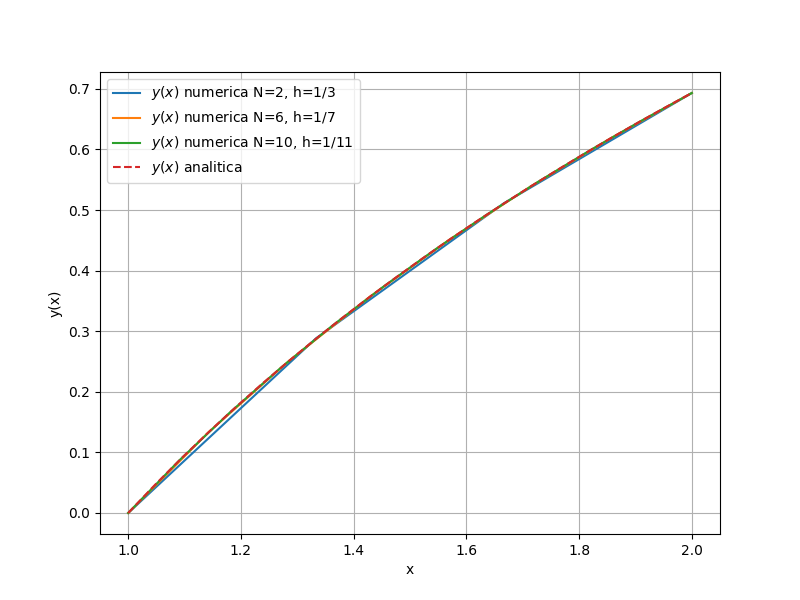 y(x) numerica N=2, h=1/3
y(x) numerica N=6, h=1/7
y(x) numerica N=10, h=1/11
y(x) analitica
0.7
0.6
0.5
0.4
0.3
0.2
0.1
0.0
y(x)
1.0 1.2 1.4 1.6 1.8 2.0
x